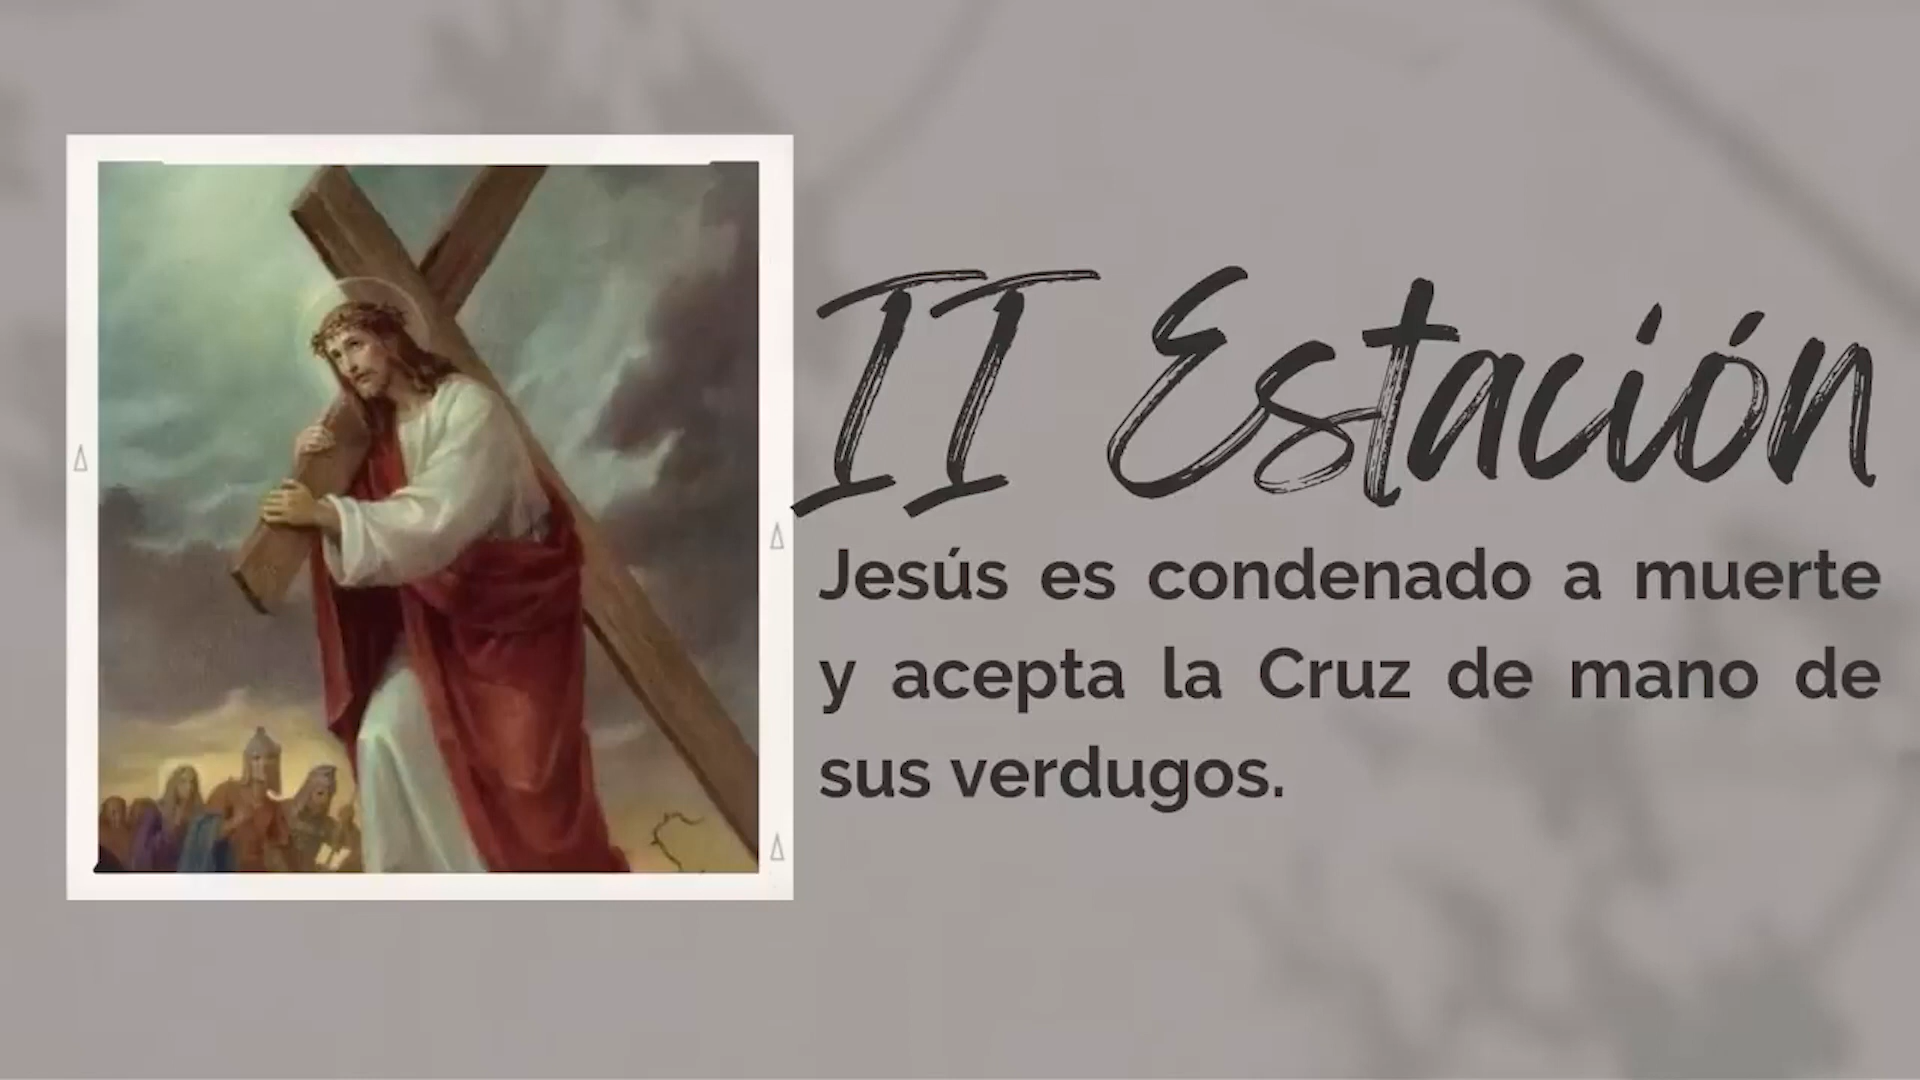 II Estación
Jesús es condenado a muerte
y acepta la Cruz de mano de
sus verdugos.